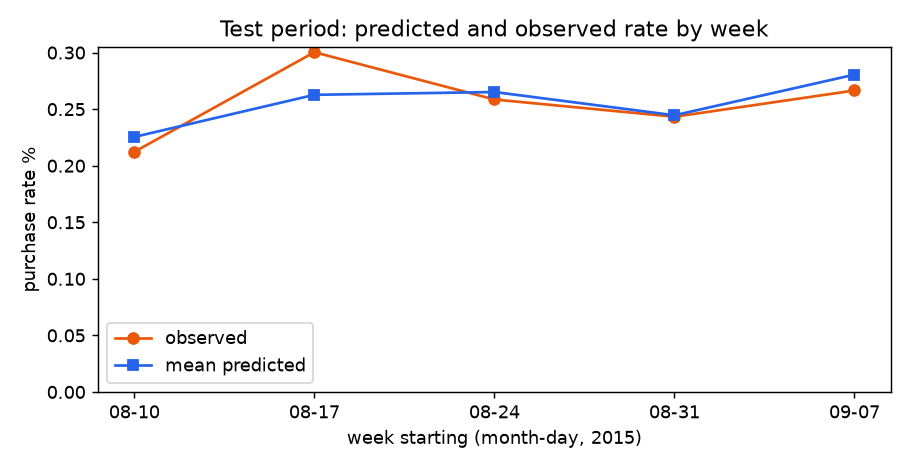 Test period: predicted and observed rate by week
0.30
0.25
0.20
0.15
0.10
0.05
0.00
purchase rate %
observed
mean predicted
08-10 08-17 08-24 08-31 09-07
week starting (month-day, 2015)